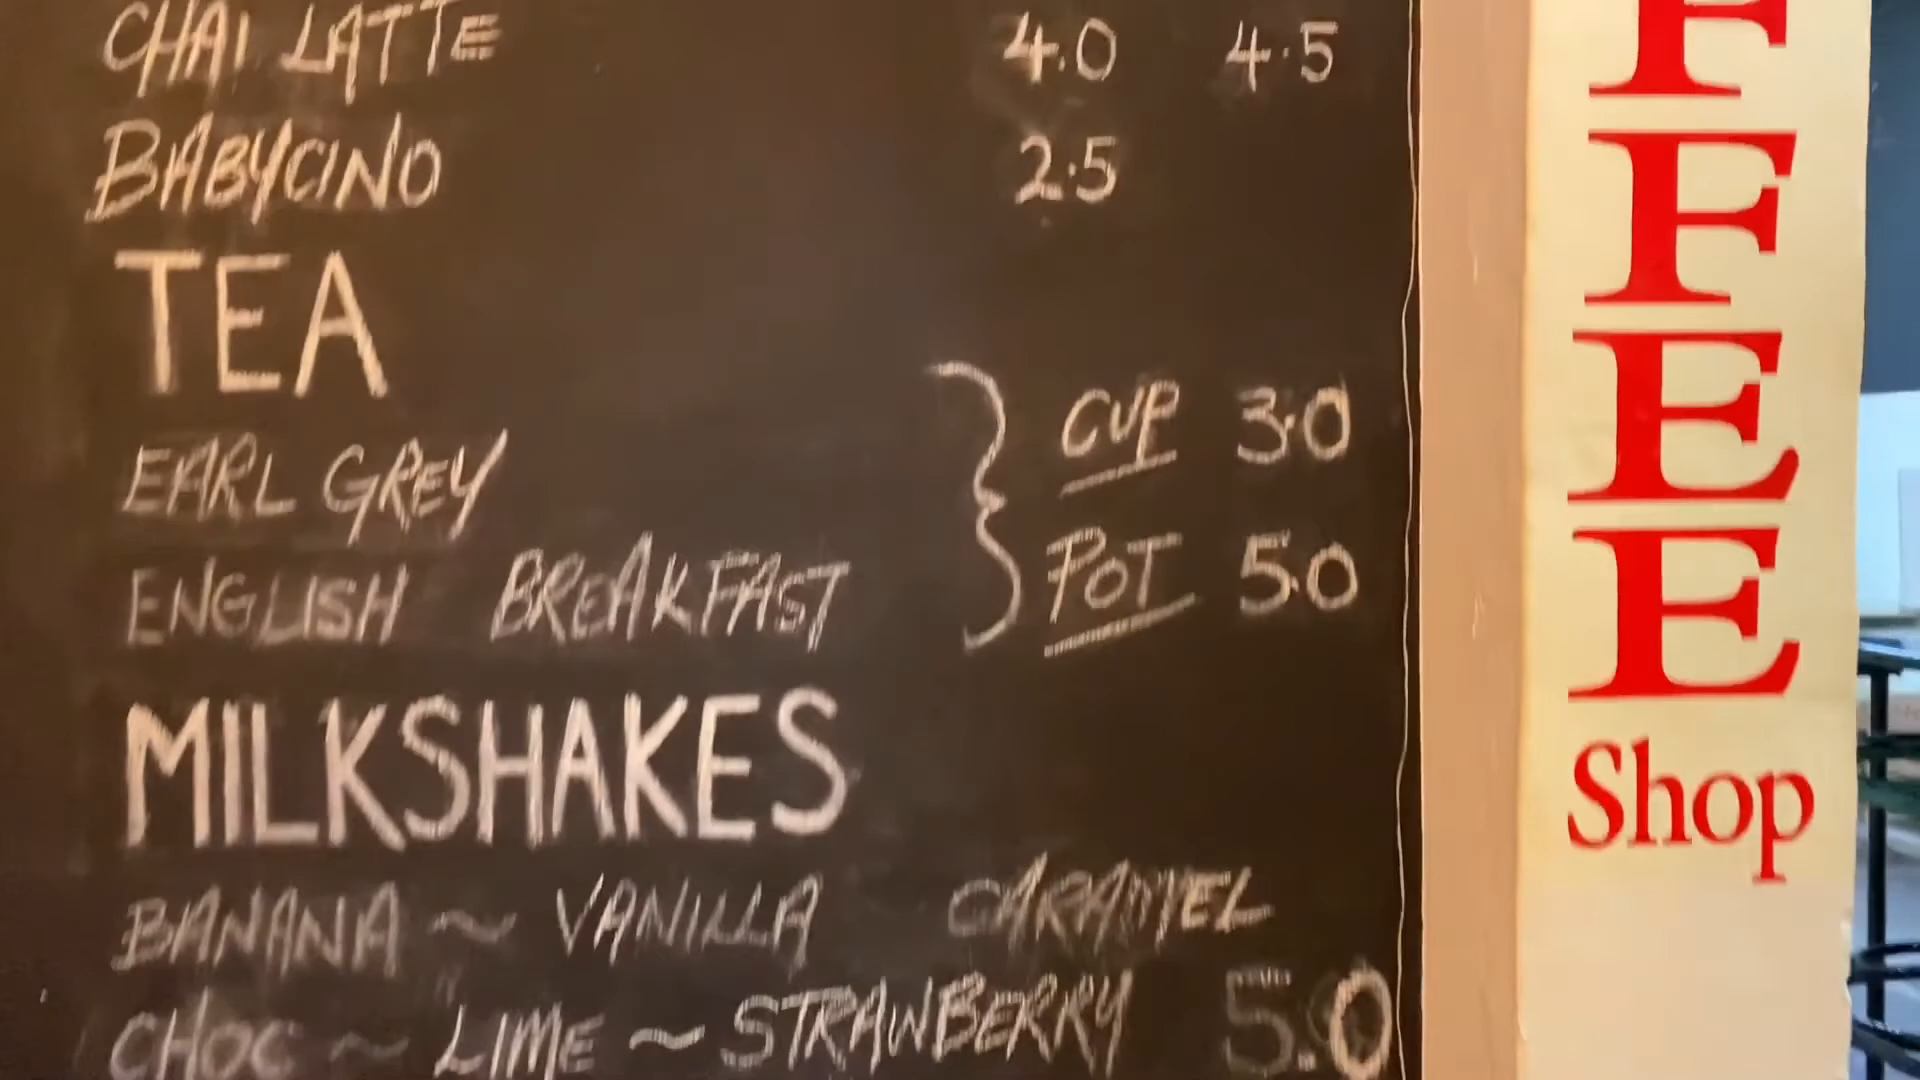 CHAI LATTE 4.0 4.5
BABYCINO 2.5
TEA
EARL GREY
ENGLISH BREAKFAST
CUP 3.0
POT 5.0
MILKSHAKES
BANANA ~ VANILLA CARAMEL
CHOC ~ LIME ~ STRAWBERRY 5.0
F
F
E
E
Shop